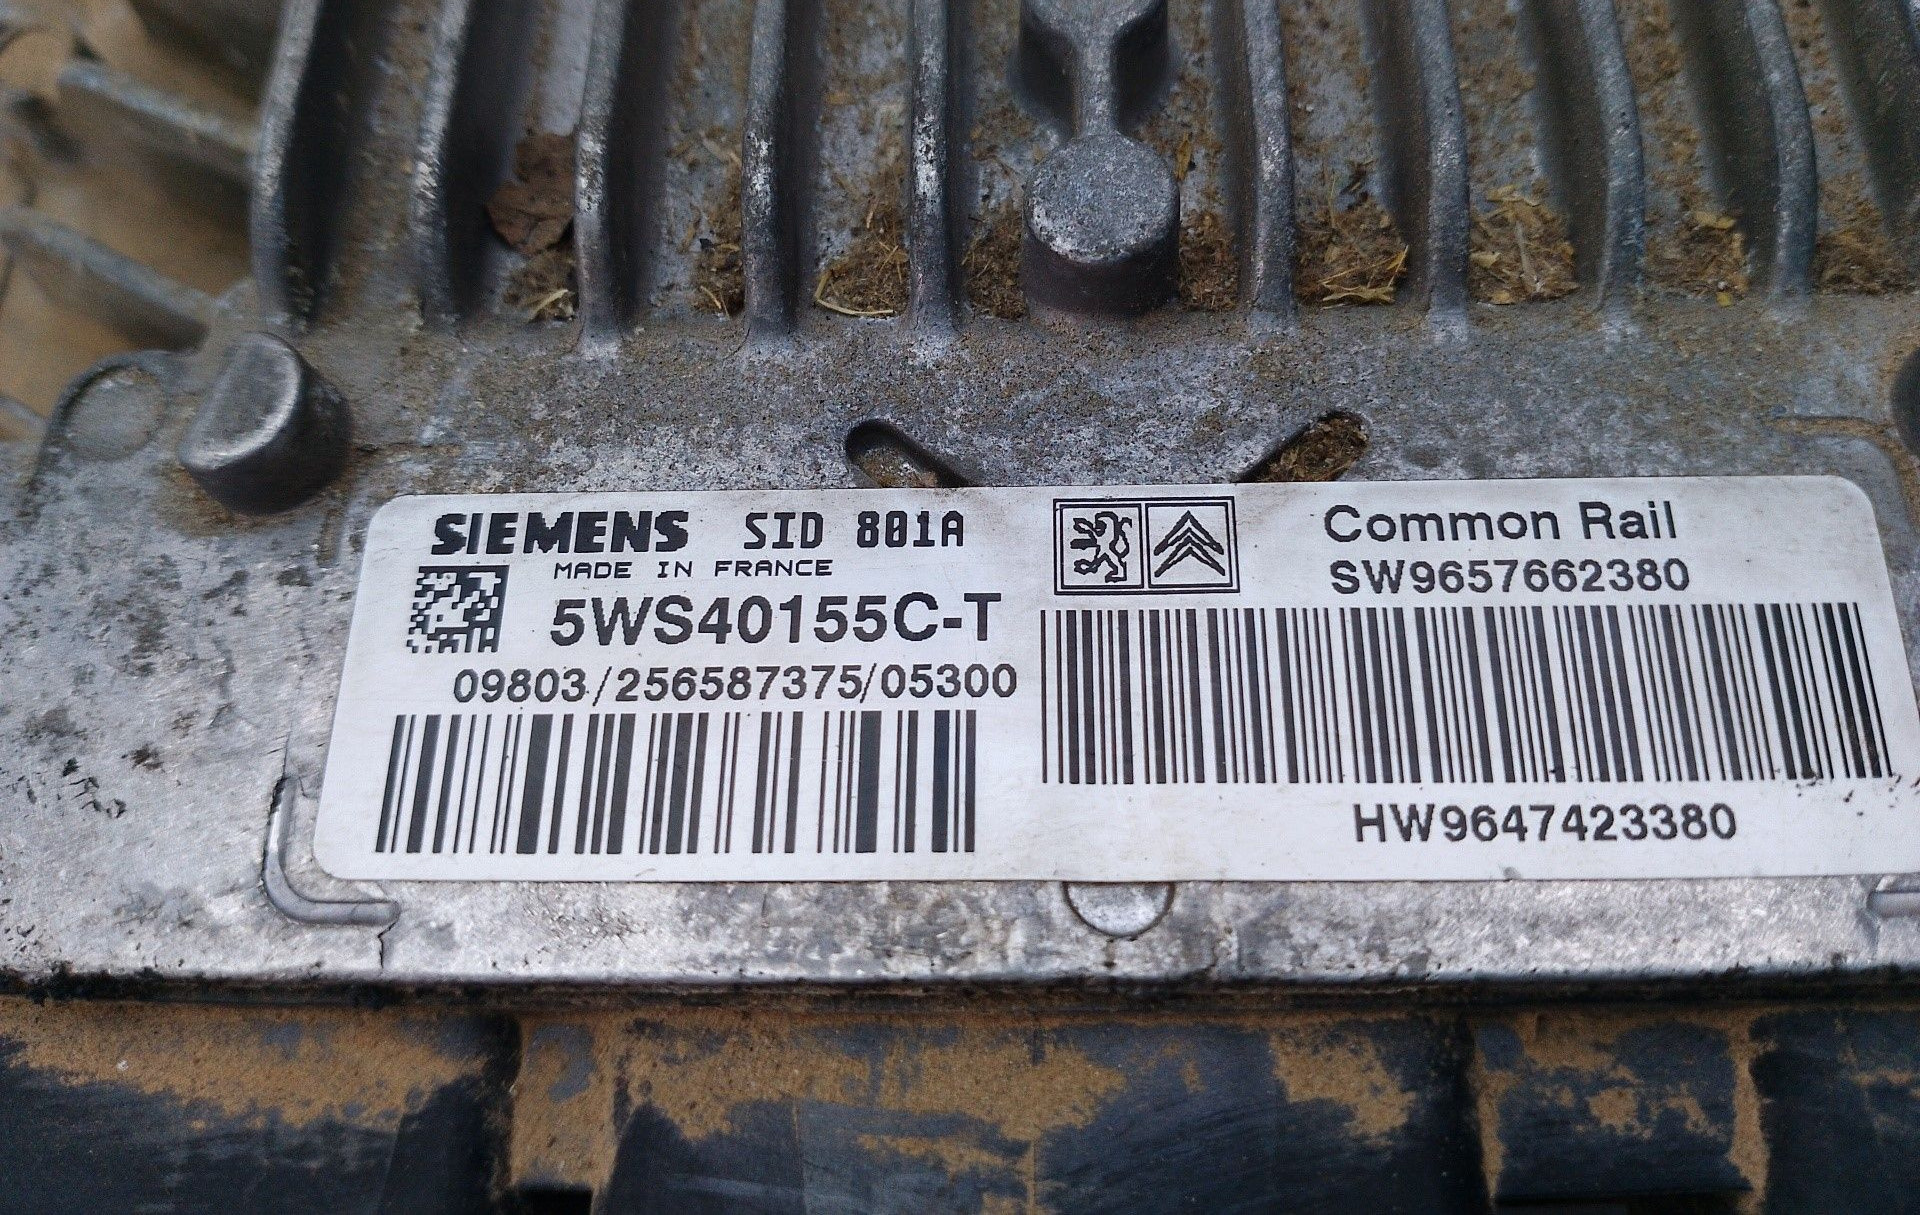 SIEMENS SID 801A
MADE IN FRANCE
5WS40155C-T
09803/256587375/05300
Common Rail
SW9657662380
HW9647423380